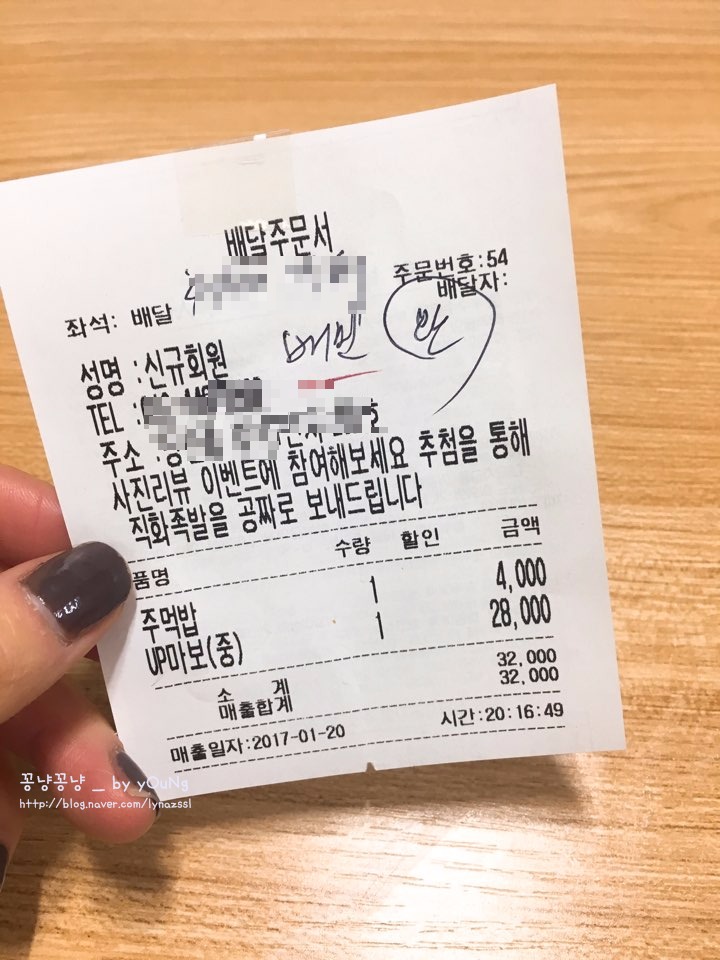 배달주문서
주문번호:54
배달자:
좌석: 배달
성명 :신규회원
배민
TEL :
주소 :
사진리뷰 이벤트에 참여해보세요 추첨을 통해
직화족발을 공짜로 보내드립니다
품명 수량 할인 금액
주먹밥 1 4,000
UP마보(중) 1 28,000
소 계 32,000
매출합계 32,000
매출일자:2017-01-20 시간:20:16:49
꽁냥꽁냥 _ by yOuNg
http://blog.naver.com/lynazssl